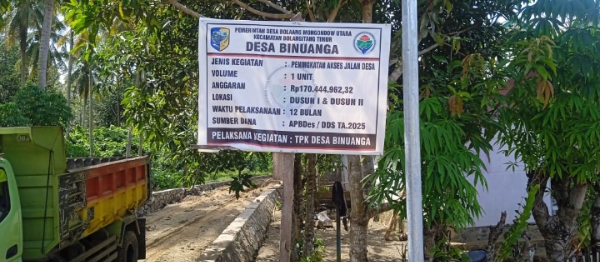 PEMERINTAH DESA BOLAANG MONGONDOW UTARA
KECAMATAN BOLANGITANG TIMUR
DESA BINUANGA
JENIS KEGIATAN : PENINGKATAN AKSES JALAN DESA
VOLUME : 1 UNIT
ANGGARAN : Rp170.444.962,32
LOKASI : DUSUN I & DUSUN II
WAKTU PELAKSANAAN : 12 BULAN
SUMBER DANA : APBDes / DDS TA.2025
PELAKSANA KEGIATAN : TPK DESA BINUANGA